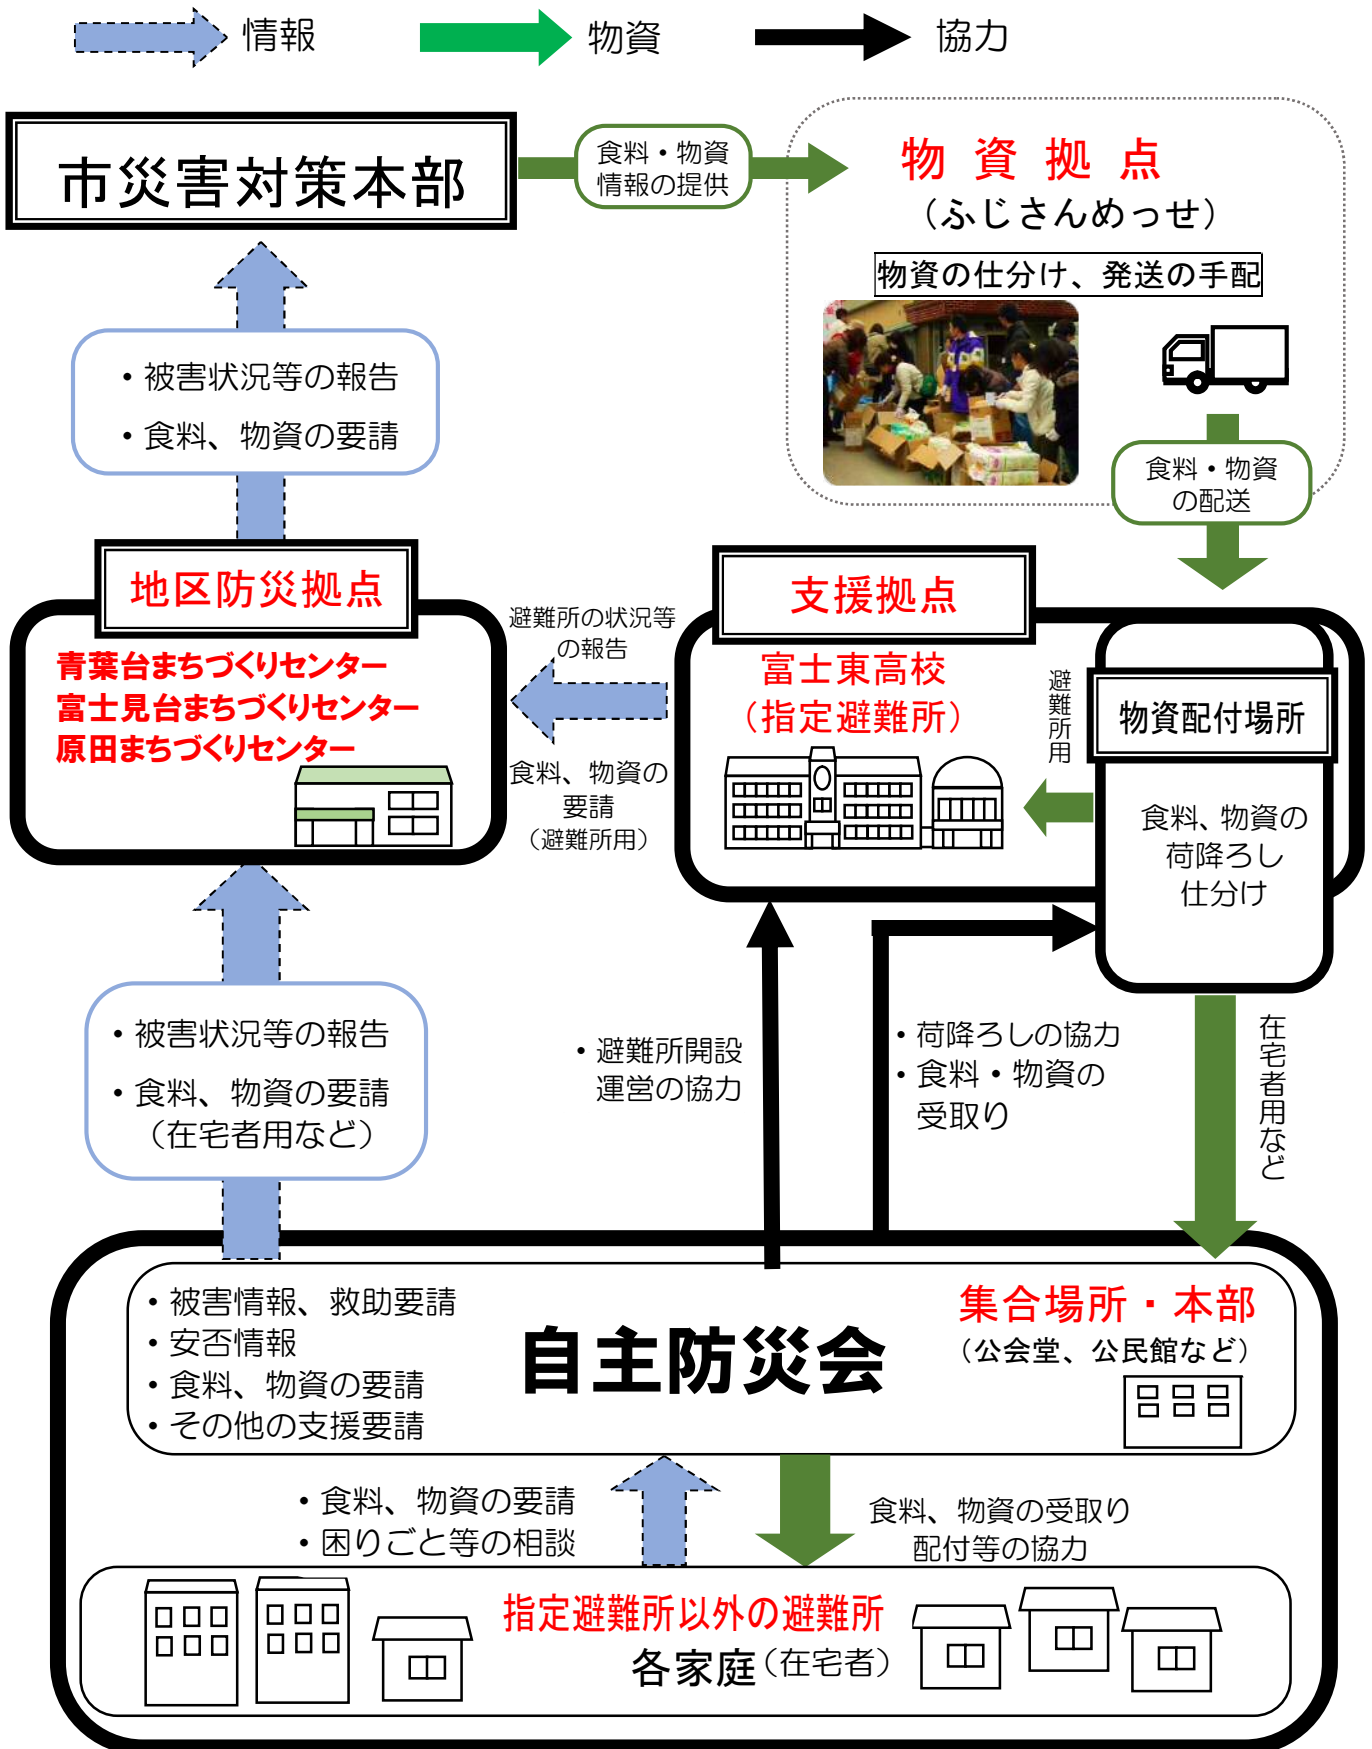 情報
物資
協力
市災害対策本部
食料・物資
情報の提供
物資拠点
（ふじさんめっせ）
物資の仕分け、発送の手配
・被害状況等の報告
・食料、物資の要請
食料・物資
の配送
地区防災拠点
青葉台まちづくりセンター
富士見台まちづくりセンター
原田まちづくりセンター
避難所の状況等
の報告
食料、物資の
要請
（避難所用）
支援拠点
富士東高校
（指定避難所）
避難所用
物資配付場所
食料、物資の
荷降ろし
仕分け
・被害状況等の報告
・食料、物資の要請
（在宅者用など）
・避難所開設
運営の協力
・荷降ろしの協力
・食料・物資の
受取り
在宅者用など
・被害情報、救助要請
・安否情報
・食料、物資の要請
・その他の支援要請
自主防災会
集合場所・本部
（公会堂、公民館など）
・食料、物資の要請
・困りごと等の相談
食料、物資の受取り
配付等の協力
指定避難所以外の避難所
各家庭（在宅者）